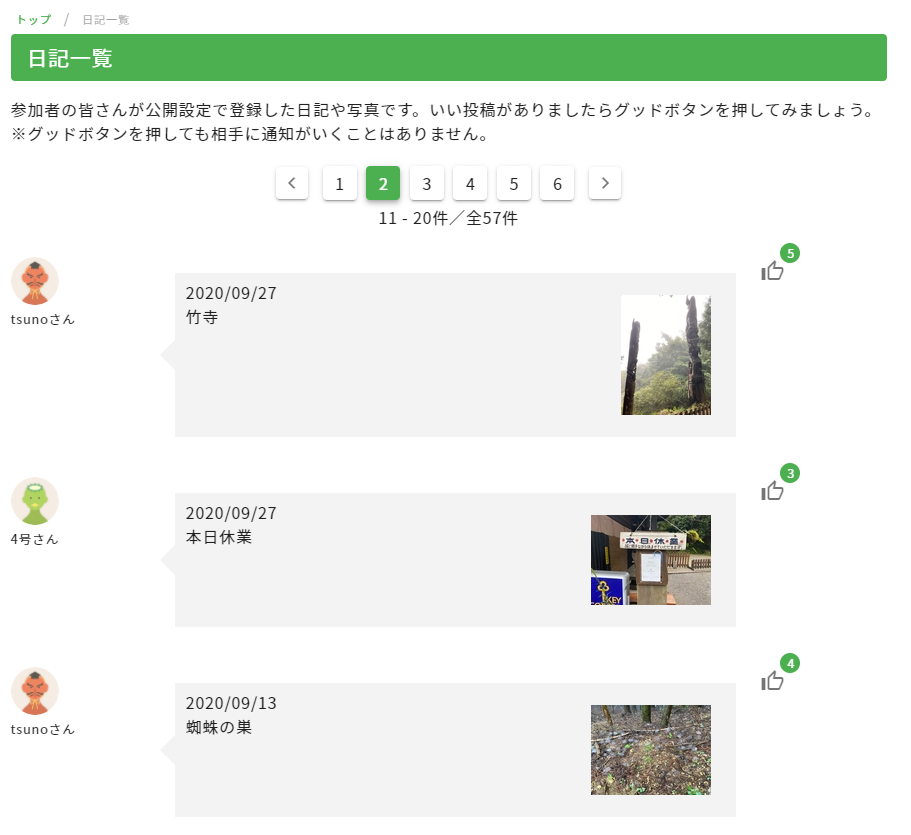 トップ / 日記一覧
日記一覧
参加者の皆さんが公開設定で登録した日記や写真です。いい投稿がありましたらグッドボタンを押してみましょう。
※グッドボタンを押しても相手に通知がいくことはありません。
1 2 3 4 5 6
11 - 20件／全57件
5
tsunoさん
2020/09/27
竹寺
3
4号さん
2020/09/27
本日休業
本日休業
KEY
4
tsunoさん
2020/09/13
蜘蛛の巣